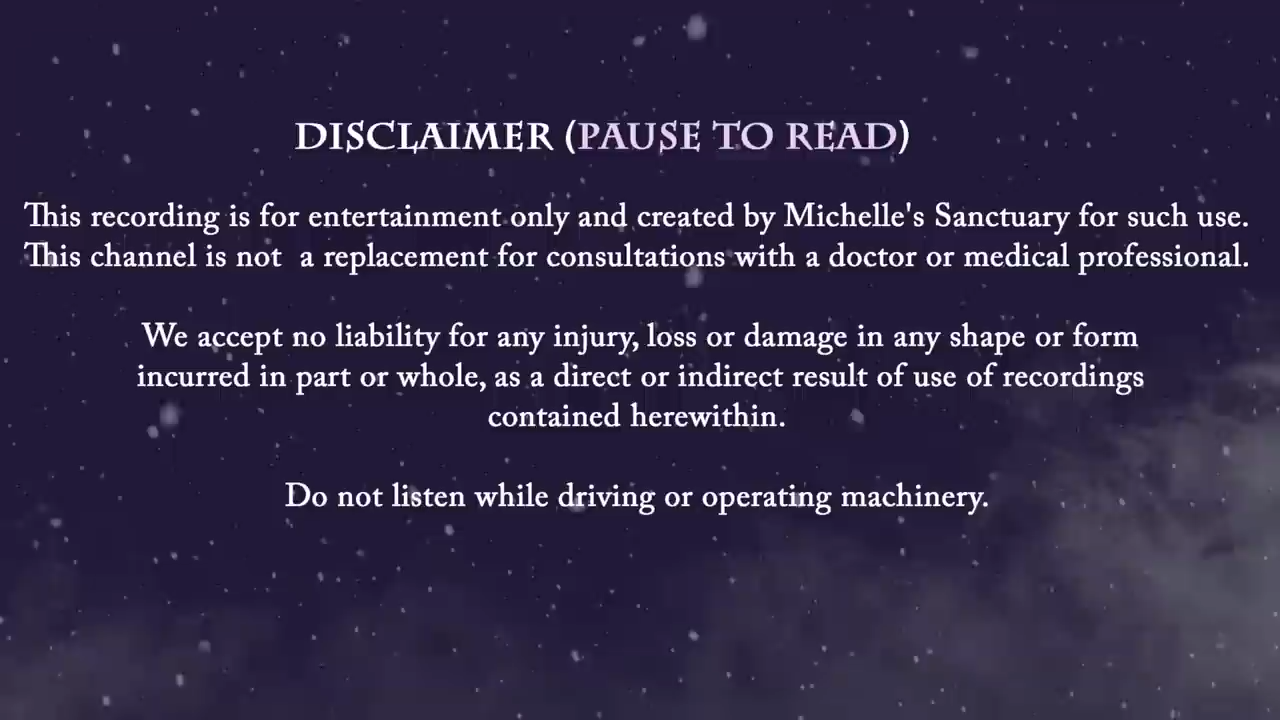 DISCLAIMER (PAUSE TO READ)
This recording is for entertainment only and created by Michelle's Sanctuary for such use.
This channel is not  a replacement for consultations with a doctor or medical professional.
We accept no liability for any injury, loss or damage in any shape or form
incurred in part or whole, as a direct or indirect result of use of recordings
contained herewithin.
Do not listen while driving or operating machinery.